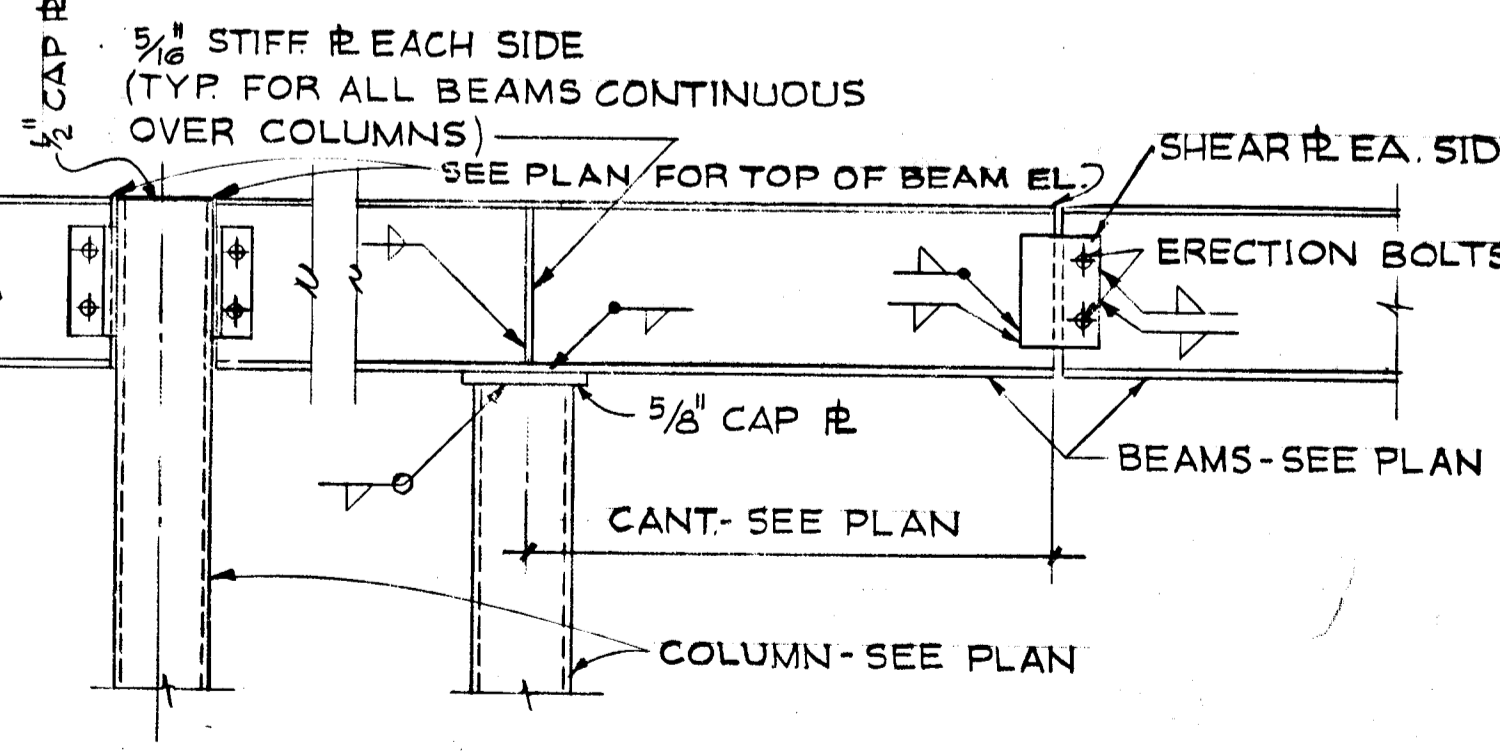 1/2" CAP ℄
5/16" STIFF. ℄ EACH SIDE
(TYP. FOR ALL BEAMS CONTINUOUS
OVER COLUMNS)
SEE PLAN FOR TOP OF BEAM EL.
SHEAR ℄ EA. SID
ERECTION BOLTS
5/8" CAP ℄
BEAMS-SEE PLAN
CANT.-SEE PLAN
COLUMN-SEE PLAN